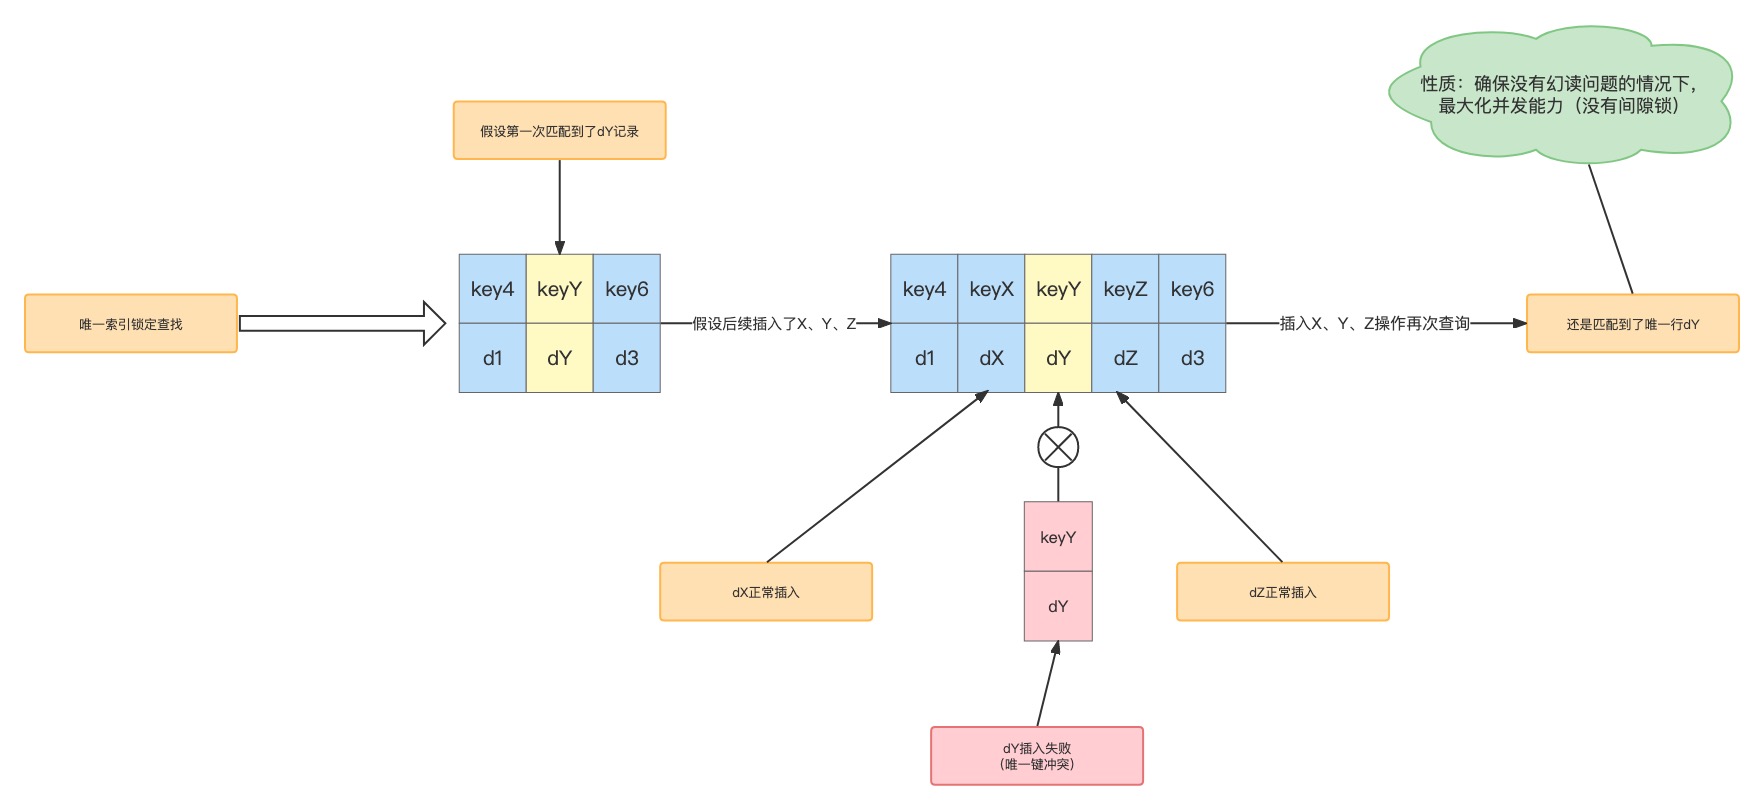 性质：确保没有幻读问题的情况下，
最大化并发能力（没有间隙锁）
假设第一次匹配到了dY记录
唯一索引锁定查找
key4 keyY key6
d1 dY d3
假设后续插入了X、Y、Z
key4 keyX keyY keyZ key6
d1 dX dY dZ d3
插入X、Y、Z操作再次查询
还是匹配到了唯一行dY
keyY
dY
dX正常插入
dZ正常插入
dY插入失败
（唯一键冲突）